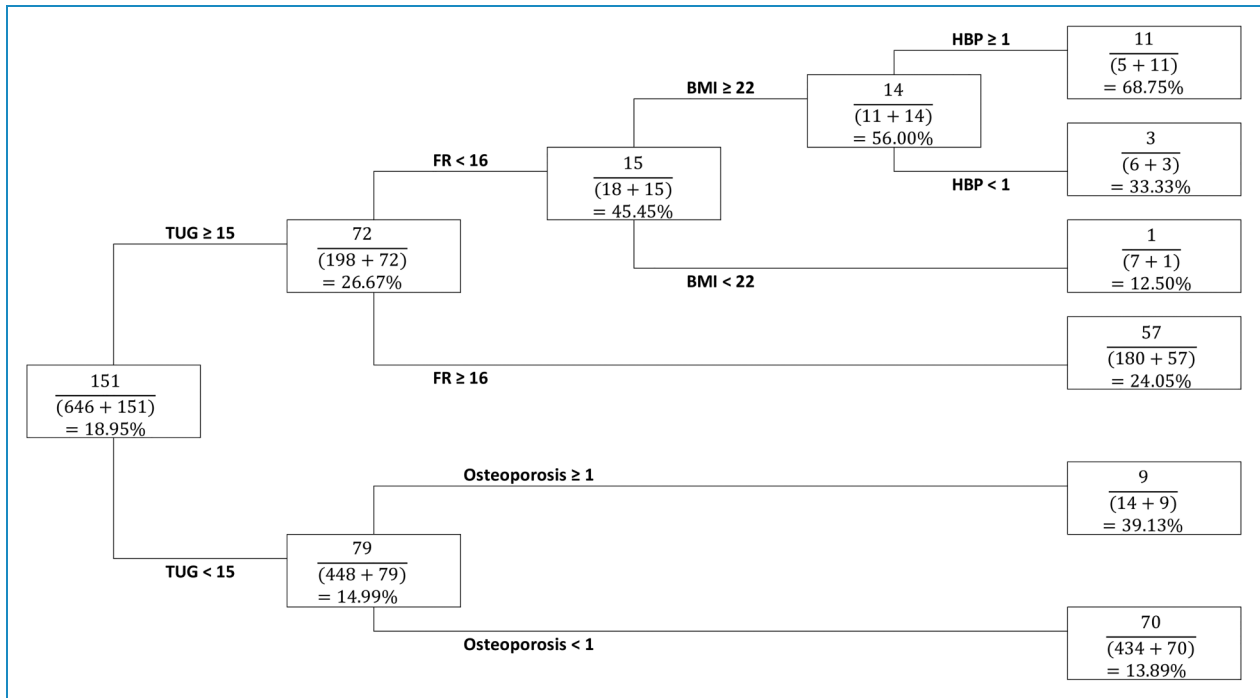 HBP ≥ 1
11
(5 + 11)
= 68.75%
BMI ≥ 22
14
(11 + 14)
= 56.00%
3
(6 + 3)
= 33.33%
HBP < 1
FR < 16
15
(18 + 15)
= 45.45%
1
(7 + 1)
= 12.50%
BMI < 22
TUG ≥ 15
72
(198 + 72)
= 26.67%
57
(180 + 57)
= 24.05%
FR ≥ 16
151
(646 + 151)
= 18.95%
Osteoporosis ≥ 1
9
(14 + 9)
= 39.13%
79
(448 + 79)
= 14.99%
TUG < 15
70
(434 + 70)
= 13.89%
Osteoporosis < 1